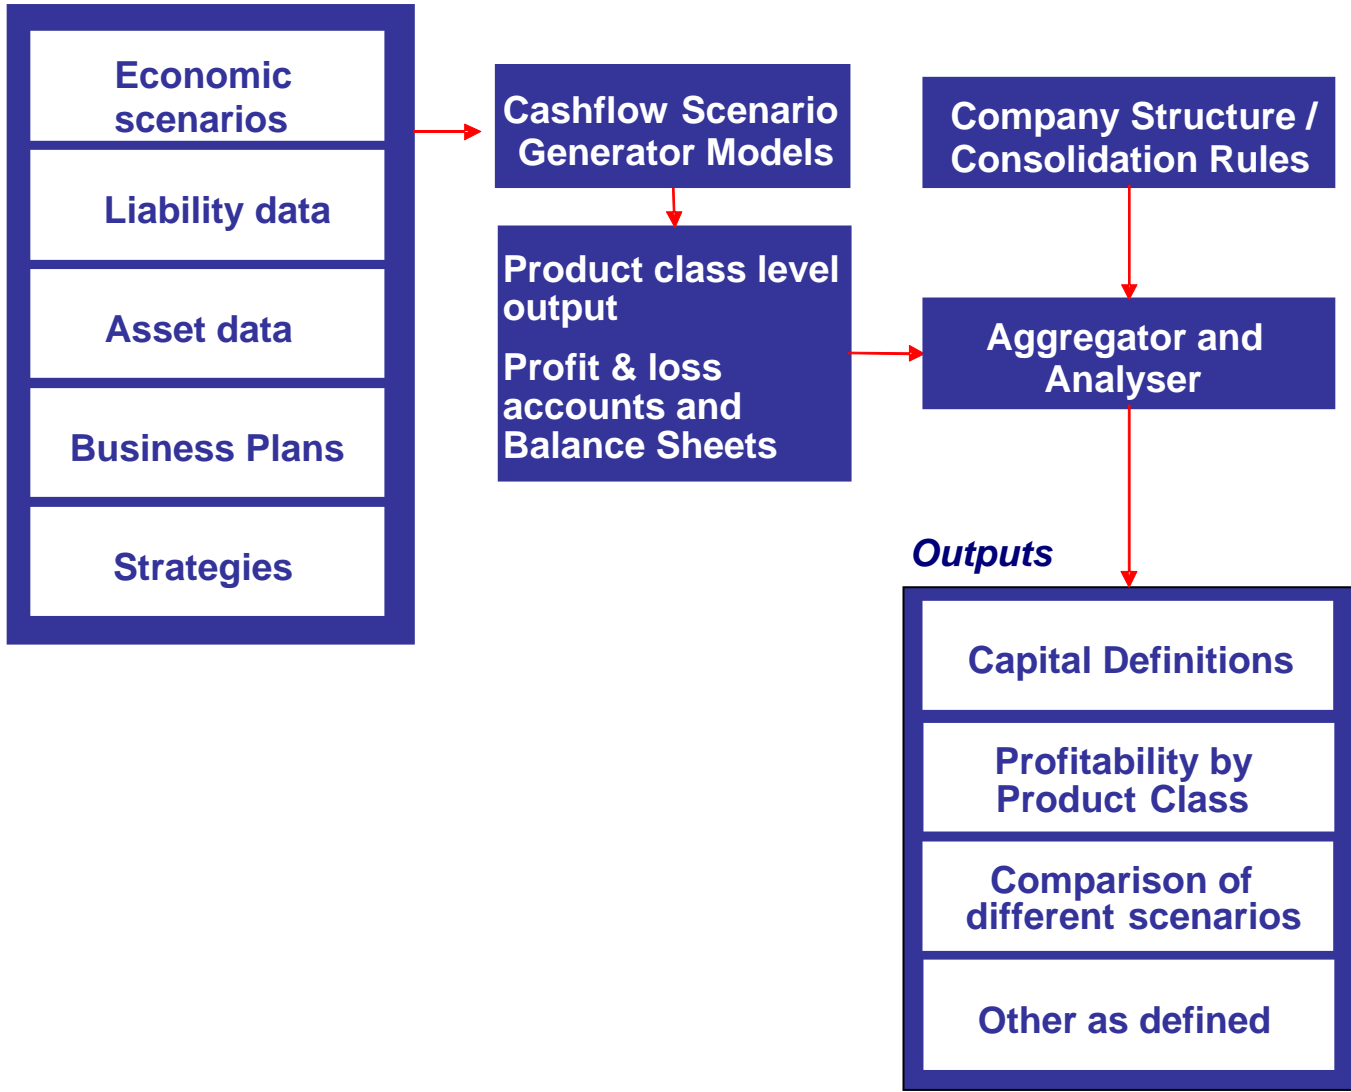 Economic
scenarios
Liability data
Asset data
Business Plans
Strategies
Cashflow Scenario
Generator Models
Product class level
output
Profit & loss
accounts and
Balance Sheets
Company Structure /
Consolidation Rules
Aggregator and
Analyser
Outputs
Capital Definitions
Profitability by
Product Class
Comparison of
different scenarios
Other as defined